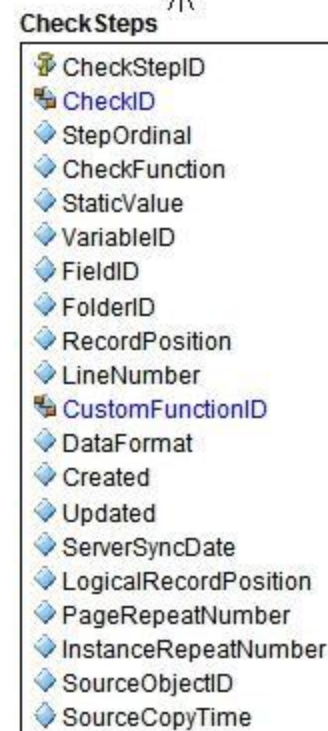 CheckSteps
CheckStepID
CheckID
StepOrdinal
CheckFunction
StaticValue
VariableID
FieldID
FolderID
RecordPosition
LineNumber
CustomFunctionID
DataFormat
Created
Updated
ServerSyncDate
LogicalRecordPosition
PageRepeatNumber
InstanceRepeatNumber
SourceObjectID
SourceCopyTime